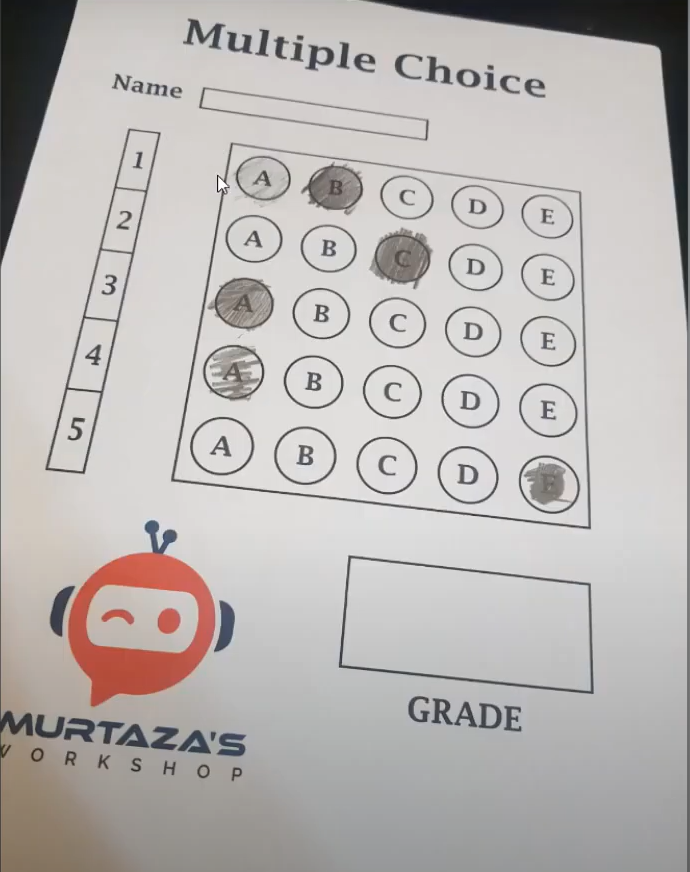 Multiple Choice
Name
1 A B C D E
2 A B C D E
3 A B C D E
4 A B C D E
5 A B C D E
GRADE
MURTAZA'S
WORKSHOP